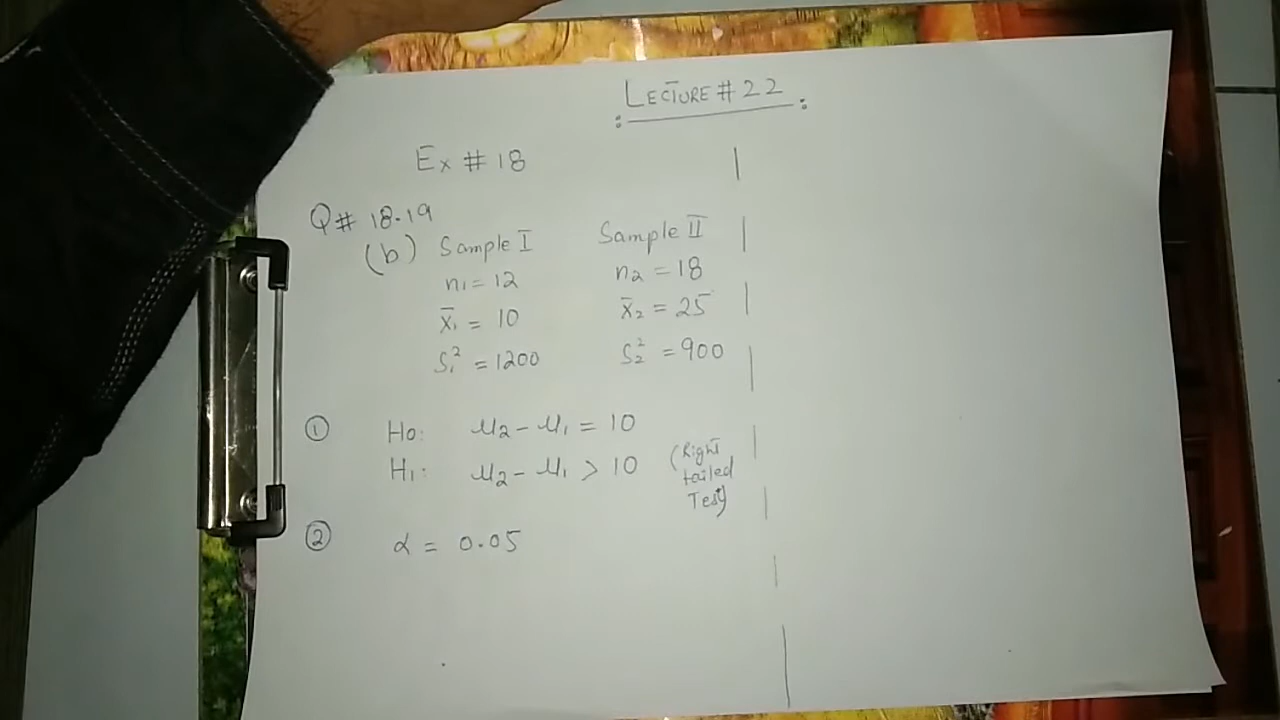 LECTURE # 22
Ex # 18
Q# 18.19
(b) Sample I Sample II
n₁ = 12 n₂ = 18
x̄₁ = 10 x̄₂ = 25
S₁² = 1200 S₂² = 900
① H₀: μ₂ - μ₁ = 10
H₁: μ₂ - μ₁ > 10 (Right tailed Test)
② α = 0.05